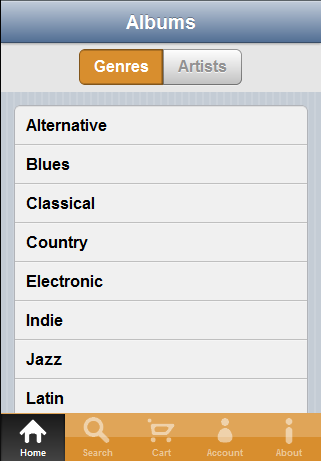 Albums
Genres Artists
Alternative
Blues
Classical
Country
Electronic
Indie
Jazz
Latin
Home Search Cart Account About